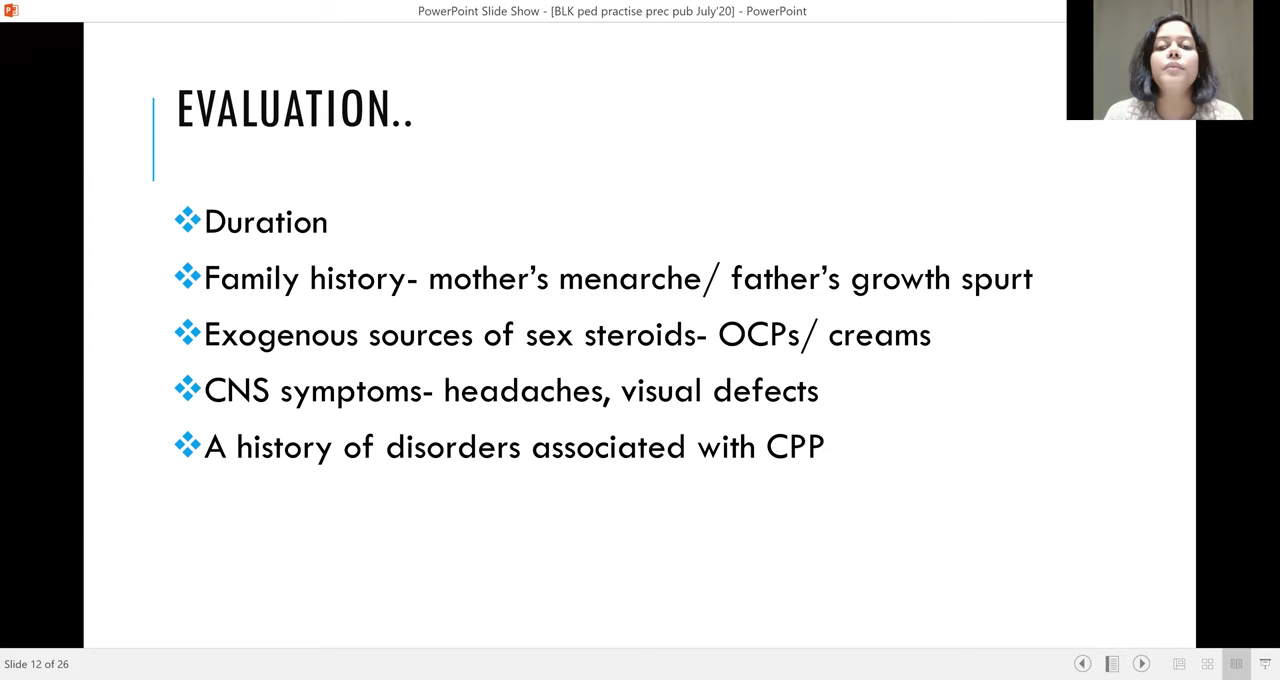 PowerPoint Slide Show - [BLK ped practise prec pub July'20] - PowerPoint
EVALUATION..
Duration
Family history- mother’s menarche/ father’s growth spurt
Exogenous sources of sex steroids- OCPs/ creams
CNS symptoms- headaches, visual defects
A history of disorders associated with CPP
Slide 12 of 26